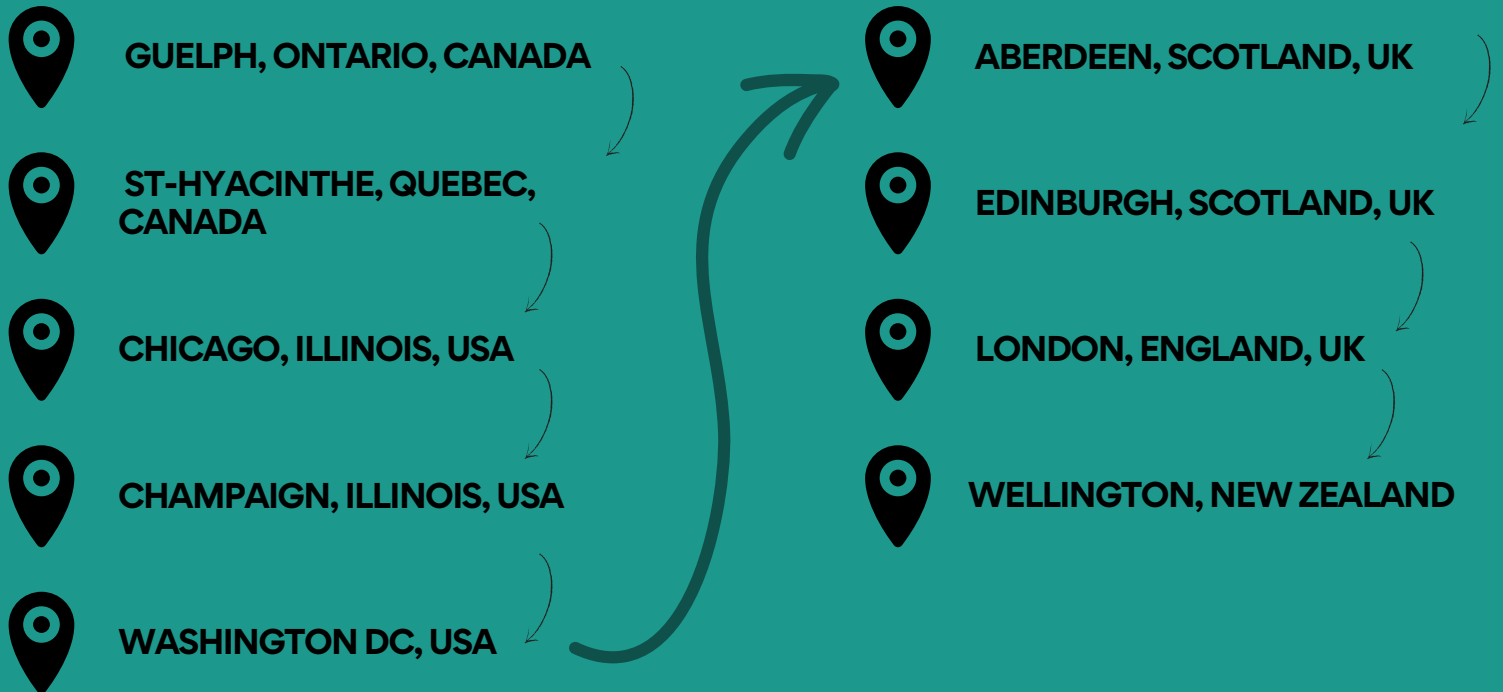 GUELPH, ONTARIO, CANADA
ST-HYACINTHE, QUEBEC,
CANADA
CHICAGO, ILLINOIS, USA
CHAMPAIGN, ILLINOIS, USA
WASHINGTON DC, USA
ABERDEEN, SCOTLAND, UK
EDINBURGH, SCOTLAND, UK
LONDON, ENGLAND, UK
WELLINGTON, NEW ZEALAND